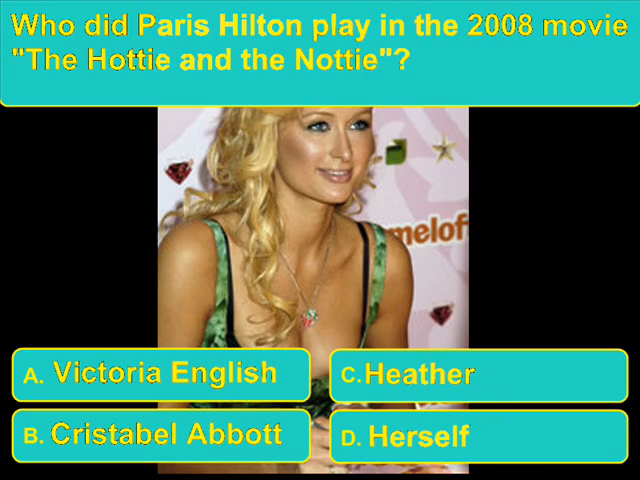 Who did Paris Hilton play in the 2008 movie
"The Hottie and the Nottie"?
meloft
A. Victoria English
C. Heather
B. Cristabel Abbott
D. Herself